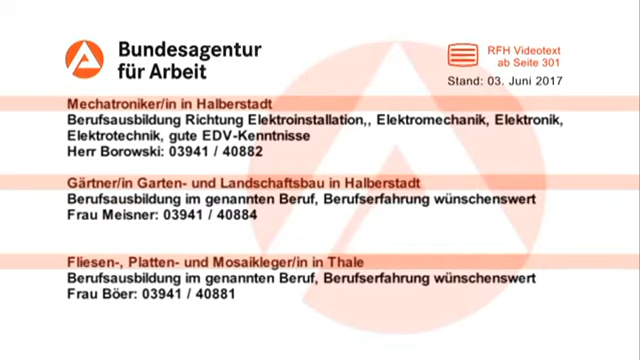 Bundesagentur
für Arbeit
RFH Videotext
ab Seite 301
Stand: 03. Juni 2017
Mechatroniker/in in Halberstadt
Berufsausbildung Richtung Elektroinstallation,, Elektromechanik, Elektronik,
Elektrotechnik, gute EDV-Kenntnisse
Herr Borowski: 03941 / 40882
Gärtner/in Garten- und Landschaftsbau in Halberstadt
Berufsausbildung im genannten Beruf, Berufserfahrung wünschenswert
Frau Meisner: 03941 / 40884
Fliesen-, Platten- und Mosaikleger/in in Thale
Berufsausbildung im genannten Beruf, Berufserfahrung wünschenswert
Frau Böer: 03941 / 40881